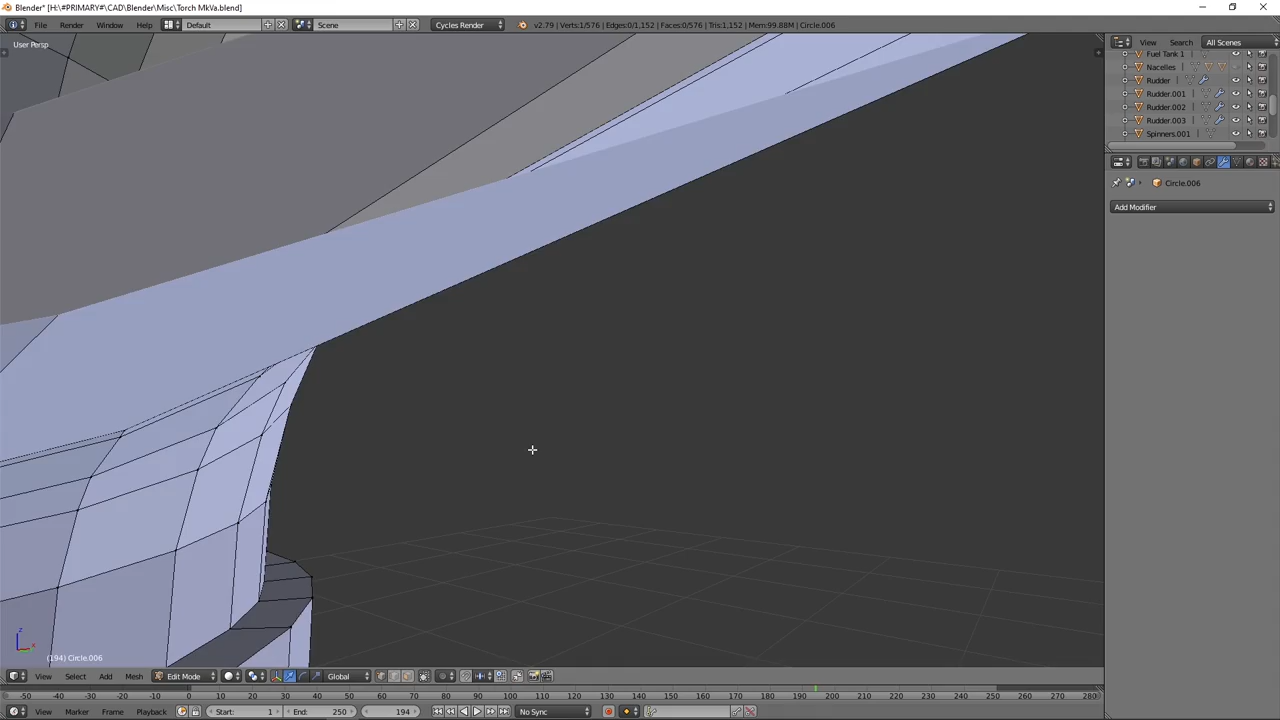 Blender* [H:\#PRIMARY#\CAD\Blender\Misc\Torch MkVa.blend]
File Render Window Help Default Scene Cycles Render v2.79 | Verts:1/576 | Edges:0/1,152 | Faces:0/576 | Tris:1,152 | Mem:99.88M | Circle.006
View Search All Scenes
User Persp
Fuel Tank 1
Nacelles
Rudder
Rudder.001
Rudder.002
Rudder.003
Spinners.001
Circle.006
Add Modifier
z
x
(194) Circle.006
View Select Add Mesh Edit Mode Global
-50 -40 -30 -20 -10 0 10 20 30 40 50 60 70 80 90 100 110 120 130 140 150 160 170 180 190 200 210 220 230 240 250 260 270 280
View Marker Frame Playback Start: 1 End: 250 194 No Sync